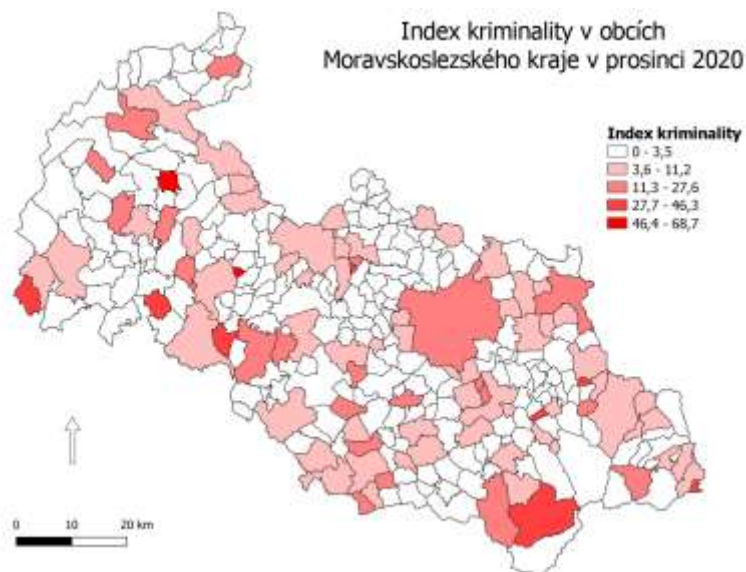 Index kriminality v obcích
Moravskoslezského kraje v prosinci 2020
Index kriminality
0 - 3,5
3,6 - 11,2
11,3 - 27,6
27,7 - 46,3
46,4 - 68,7
0 10 20 km